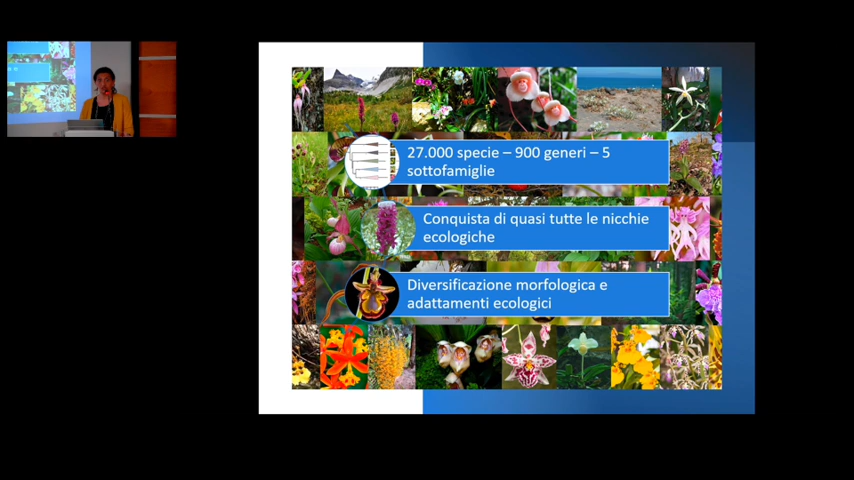 27.000 specie – 900 generi – 5
sottofamiglie
Conquista di quasi tutte le nicchie
ecologiche
Diversificazione morfologica e
adattamenti ecologici